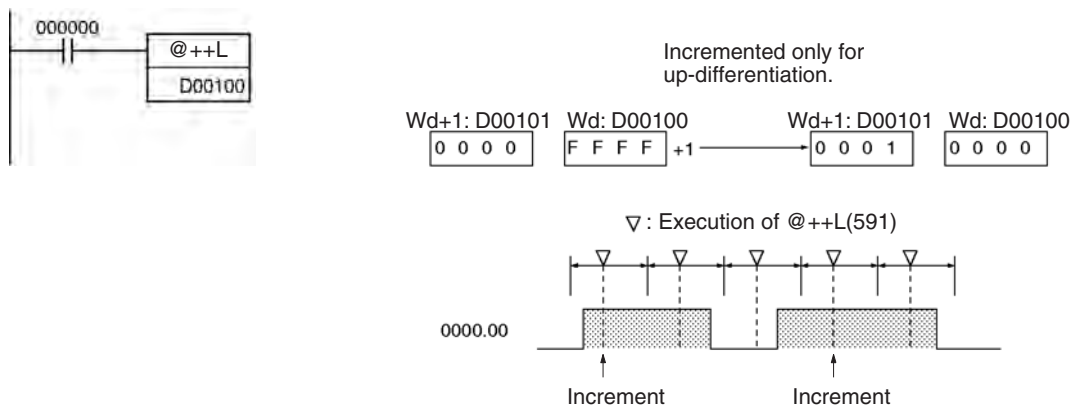 000000
@++L
D00100
Incremented only for
up-differentiation.
Wd+1: D00101 Wd: D00100 Wd+1: D00101 Wd: D00100
0 0 0 0 F F F F +1 0 0 0 1 0 0 0 0
▽ : Execution of @++L(591)
0000.00
Increment Increment